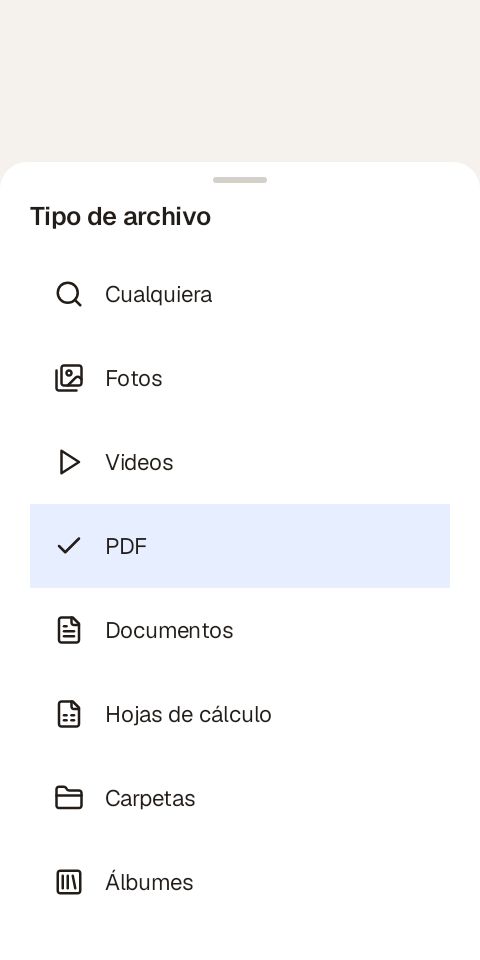 Tipo de archivo
Cualquiera
Fotos
Videos
PDF
Documentos
Hojas de cálculo
Carpetas
Álbumes